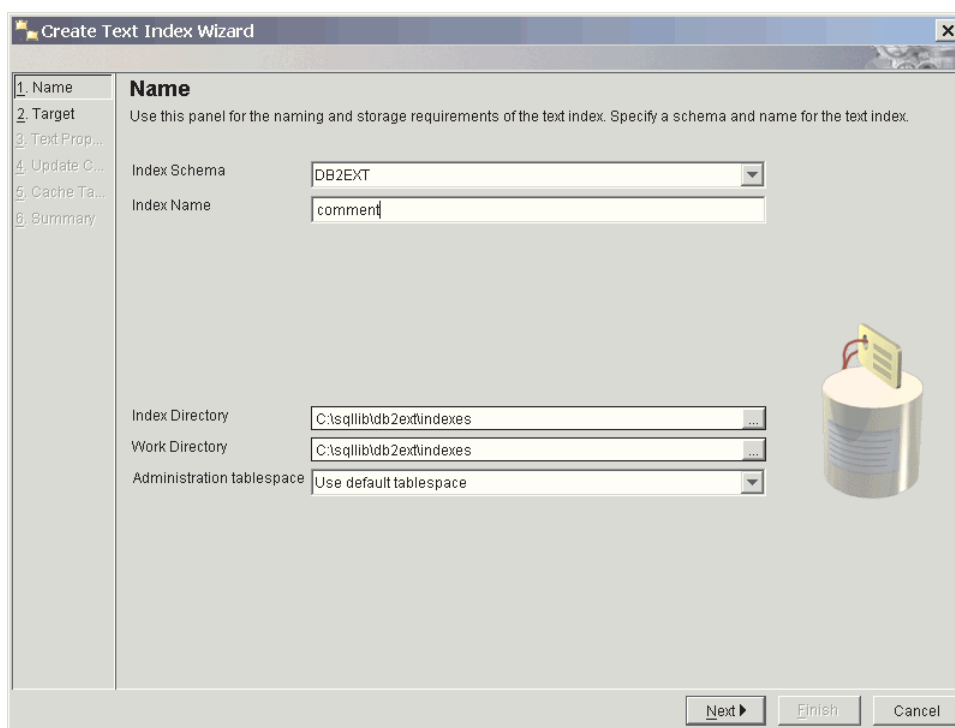 Create Text Index Wizard
1. Name
2. Target
3. Text Prop...
4. Update C...
5. Cache Ta...
6. Summary
Name
Use this panel for the naming and storage requirements of the text index. Specify a schema and name for the text index.
Index Schema DB2EXT
Index Name comment
Index Directory C:\sqllib\db2ext\indexes ...
Work Directory C:\sqllib\db2ext\indexes ...
Administration tablespace Use default tablespace
Next Finish Cancel